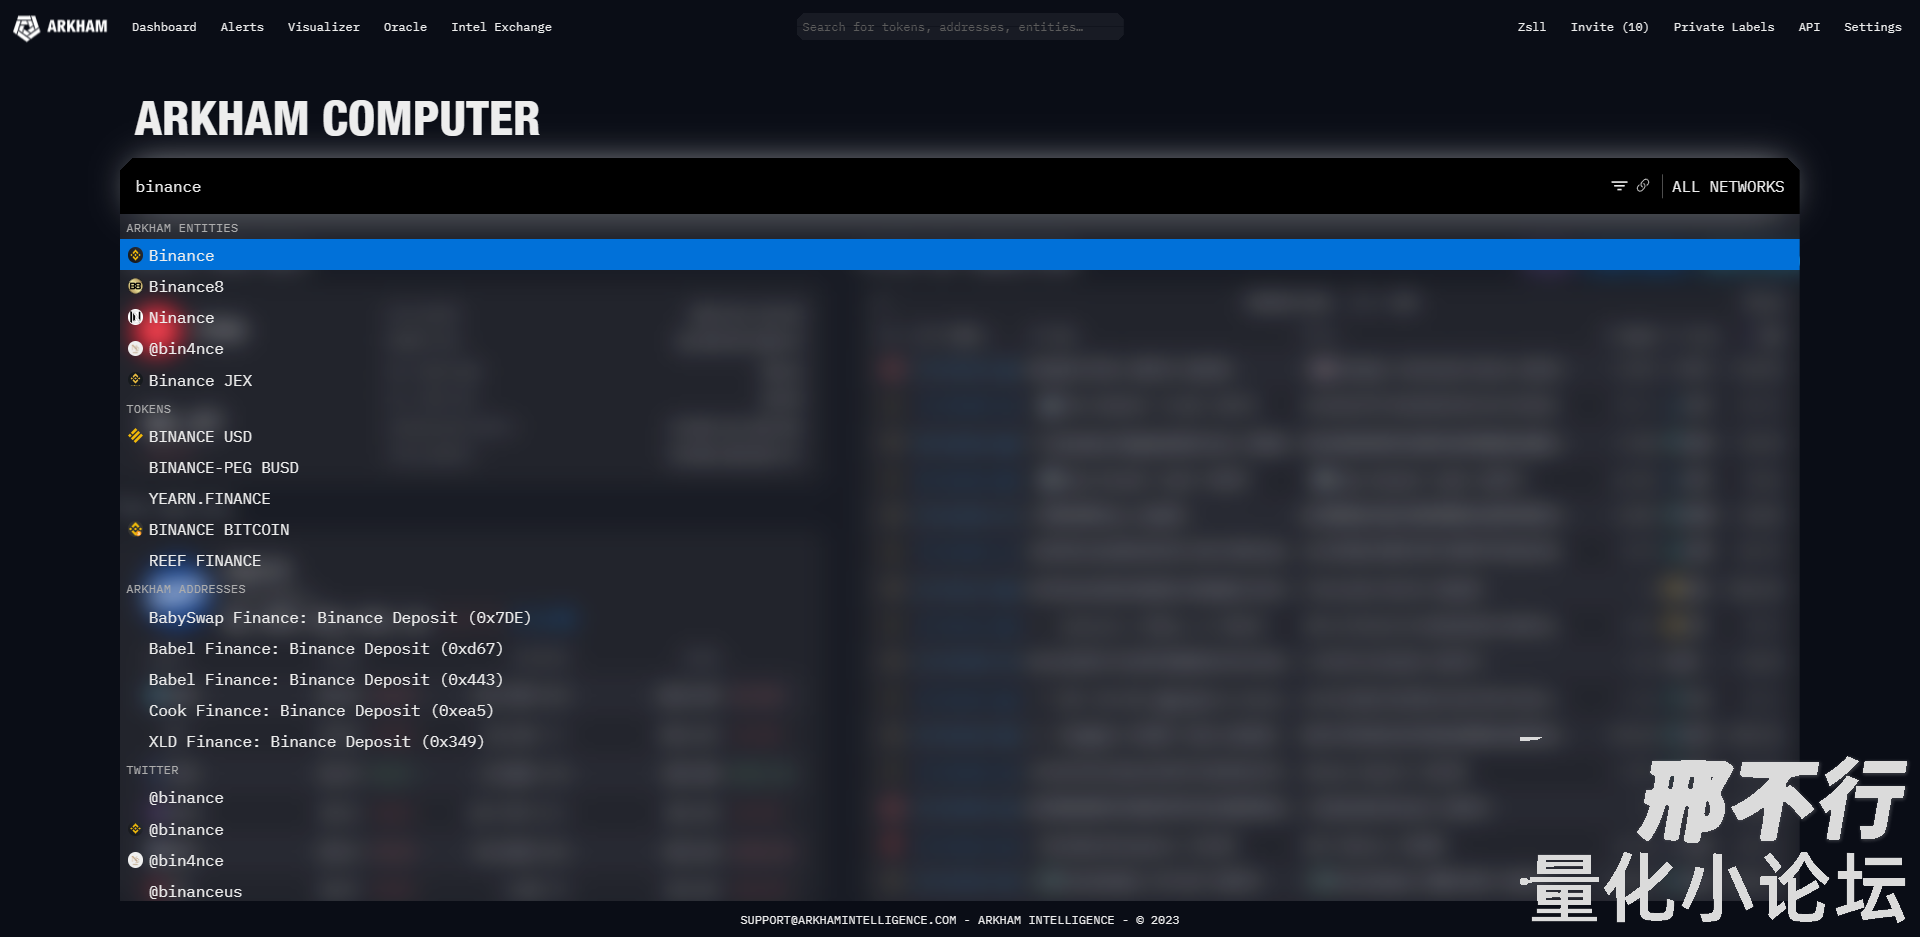 ARKHAM Dashboard Alerts Visualizer Oracle Intel Exchange Search for tokens, addresses, entities… Zsll Invite (10) Private Labels API Settings
ARKHAM COMPUTER
binance ALL NETWORKS
ARKHAM ENTITIES
Binance
Binance8
Ninance
@bin4nce
Binance JEX
TOKENS
BINANCE USD
BINANCE-PEG BUSD
YEARN.FINANCE
BINANCE BITCOIN
REEF FINANCE
ARKHAM ADDRESSES
BabySwap Finance: Binance Deposit (0x7DE)
Babel Finance: Binance Deposit (0xd67)
Babel Finance: Binance Deposit (0x443)
Cook Finance: Binance Deposit (0xea5)
XLD Finance: Binance Deposit (0x349)
TWITTER
@binance
@binance
@bin4nce
@binanceus
邢不行
量化小论坛
SUPPORT@ARKHAMINTELLIGENCE.COM - ARKHAM INTELLIGENCE - © 2023